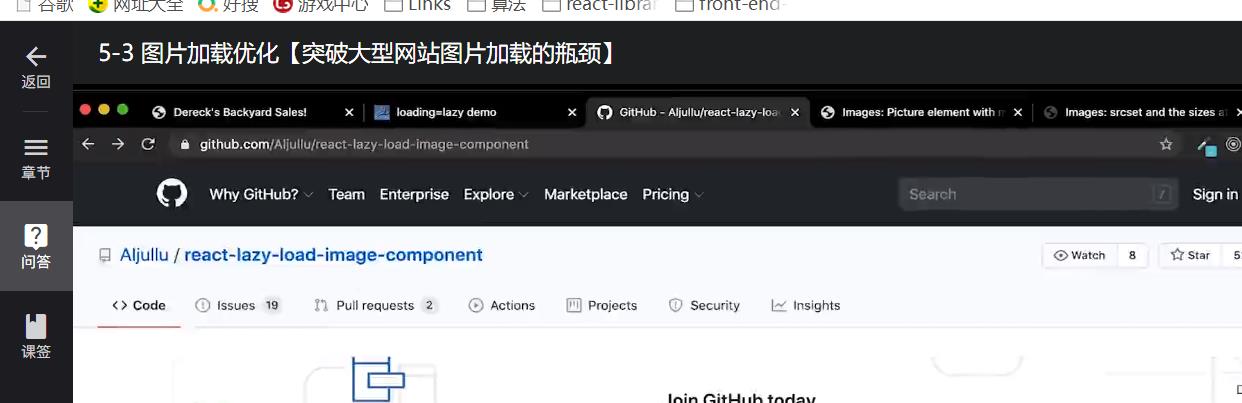 谷歌 网址大全 好搜 游戏中心 Links 算法 react-librar front-end-
5-3 图片加载优化【突破大型网站图片加载的瓶颈】
返回
章节
问答
课签
Dereck's Backyard Sales! loading=lazy demo GitHub - Aljullu/react-lazy-loa Images: Picture element with m Images: srcset and the sizes a
github.com/Aljullu/react-lazy-load-image-component
Why GitHub? Team Enterprise Explore Marketplace Pricing Search / Sign in
Aljullu / react-lazy-load-image-component Watch 8 Star
<> Code Issues 19 Pull requests 2 Actions Projects Security Insights
Join GitHub today